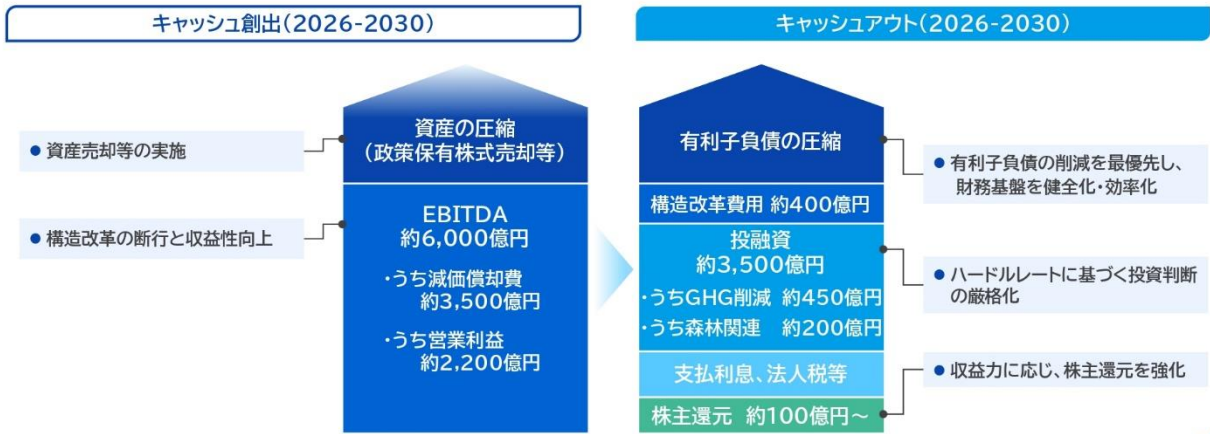 キャッシュ創出(2026-2030)
資産の圧縮
(政策保有株式売却等)
● 資産売却等の実施
EBITDA
約6,000億円
・うち減価償却費
約3,500億円
・うち営業利益
約2,200億円
● 構造改革の断行と収益性向上
キャッシュアウト(2026-2030)
有利子負債の圧縮
● 有利子負債の削減を最優先し、
財務基盤を健全化・効率化
構造改革費用 約400億円
投融資
約3,500億円
・うちGHG削減 約450億円
・うち森林関連 約200億円
● ハードルレートに基づく投資判断
の厳格化
支払利息、法人税等
株主還元 約100億円～
● 収益力に応じ、株主還元を強化